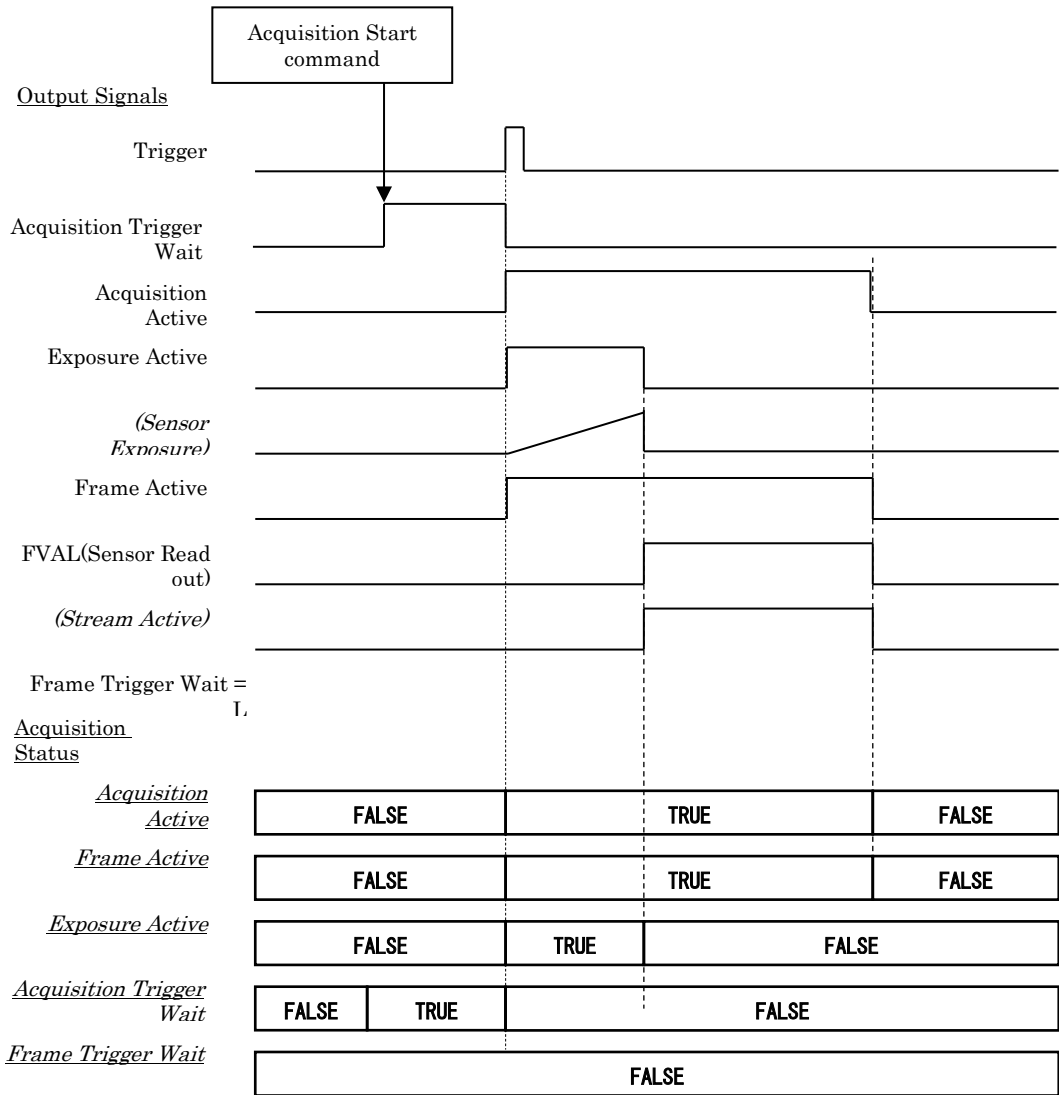 Acquisition Start
command
Output Signals
Trigger
Acquisition Trigger
Wait
Acquisition
Active
Exposure Active
(Sensor
Exposure)
Frame Active
FVAL(Sensor Read
out)
(Stream Active)
Frame Trigger Wait =
L
Acquisition
Status
Acquisition
Active
FALSE TRUE FALSE
Frame Active
FALSE TRUE FALSE
Exposure Active
FALSE TRUE FALSE
Acquisition Trigger
Wait
FALSE TRUE FALSE
Frame Trigger Wait
FALSE